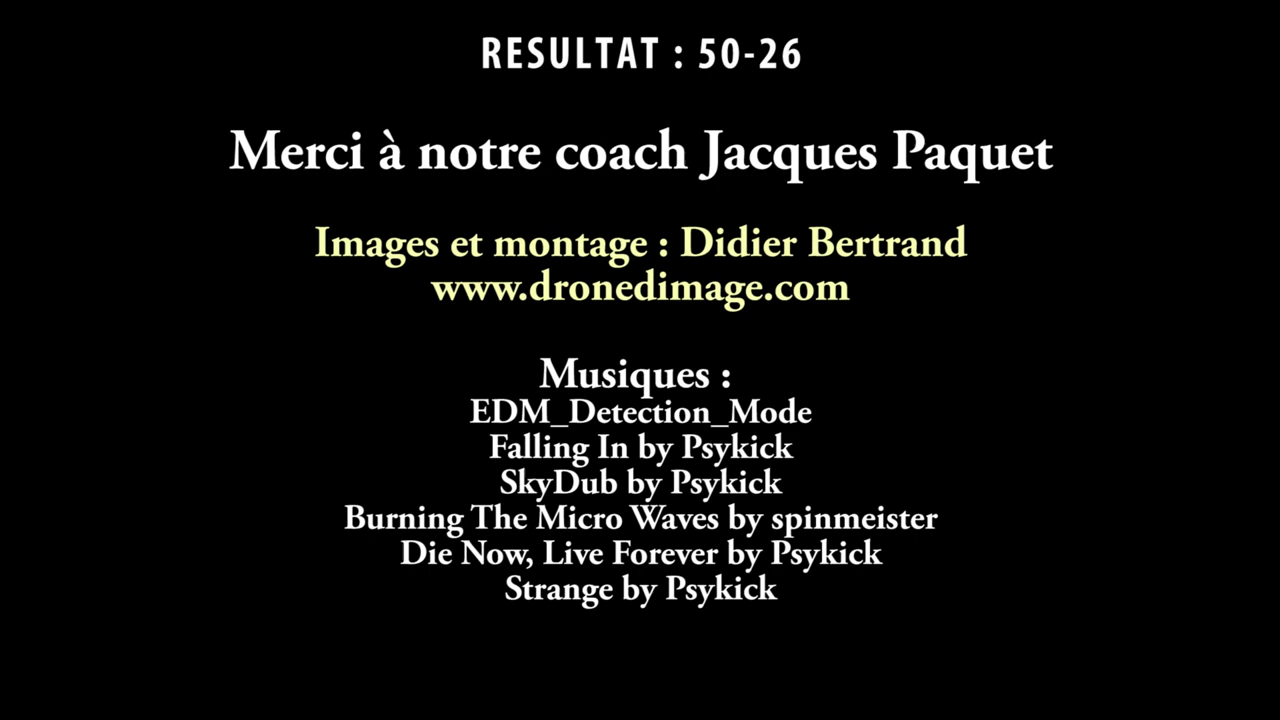 RESULTAT : 50-26
Merci à notre coach Jacques Paquet
Images et montage : Didier Bertrand
www.dronedimage.com
Musiques :
EDM_Detection_Mode
Falling In by Psykick
SkyDub by Psykick
Burning The Micro Waves by spinmeister
Die Now, Live Forever by Psykick
Strange by Psykick